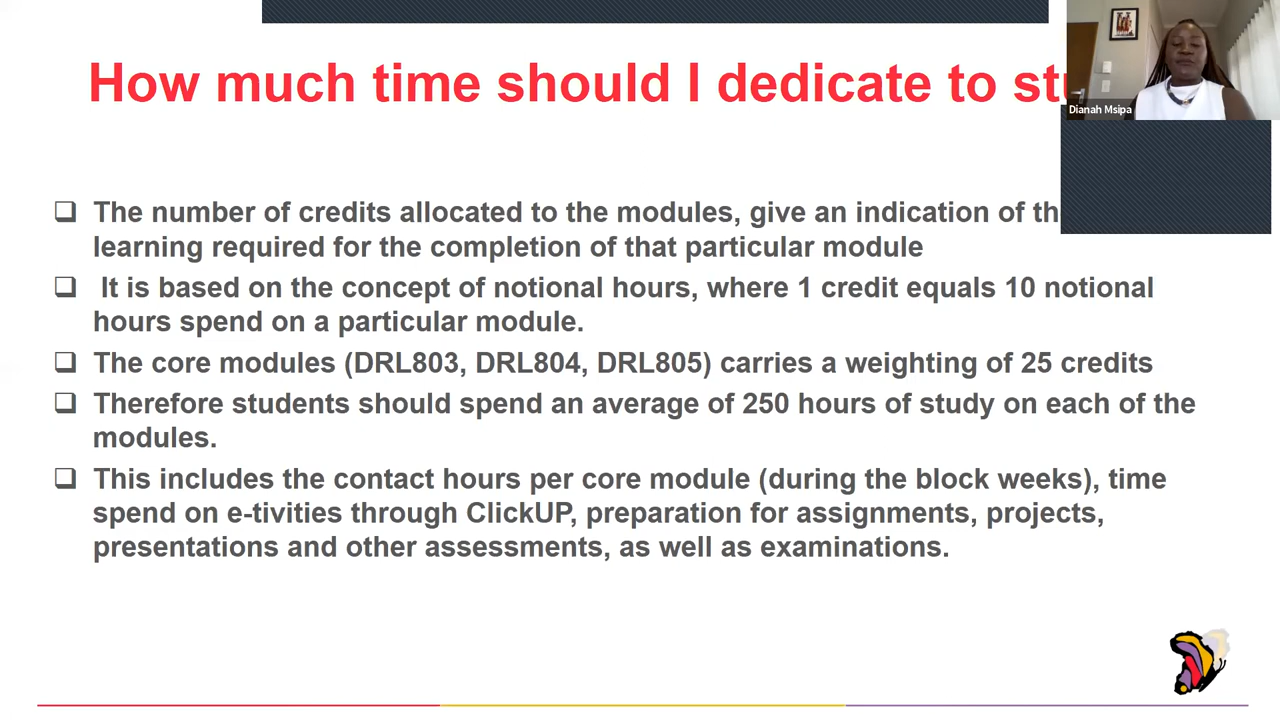 How much time should I dedicate to
Dianah Msipa
❑ The number of credits allocated to the modules, give an indication of
learning required for the completion of that particular module
❑ It is based on the concept of notional hours, where 1 credit equals 10 notional
hours spend on a particular module.
❑ The core modules (DRL803, DRL804, DRL805) carries a weighting of 25 credits
❑ Therefore students should spend an average of 250 hours of study on each of the
modules.
❑ This includes the contact hours per core module (during the block weeks), time
spend on e-tivities through ClickUP, preparation for assignments, projects,
presentations and other assessments, as well as examinations.